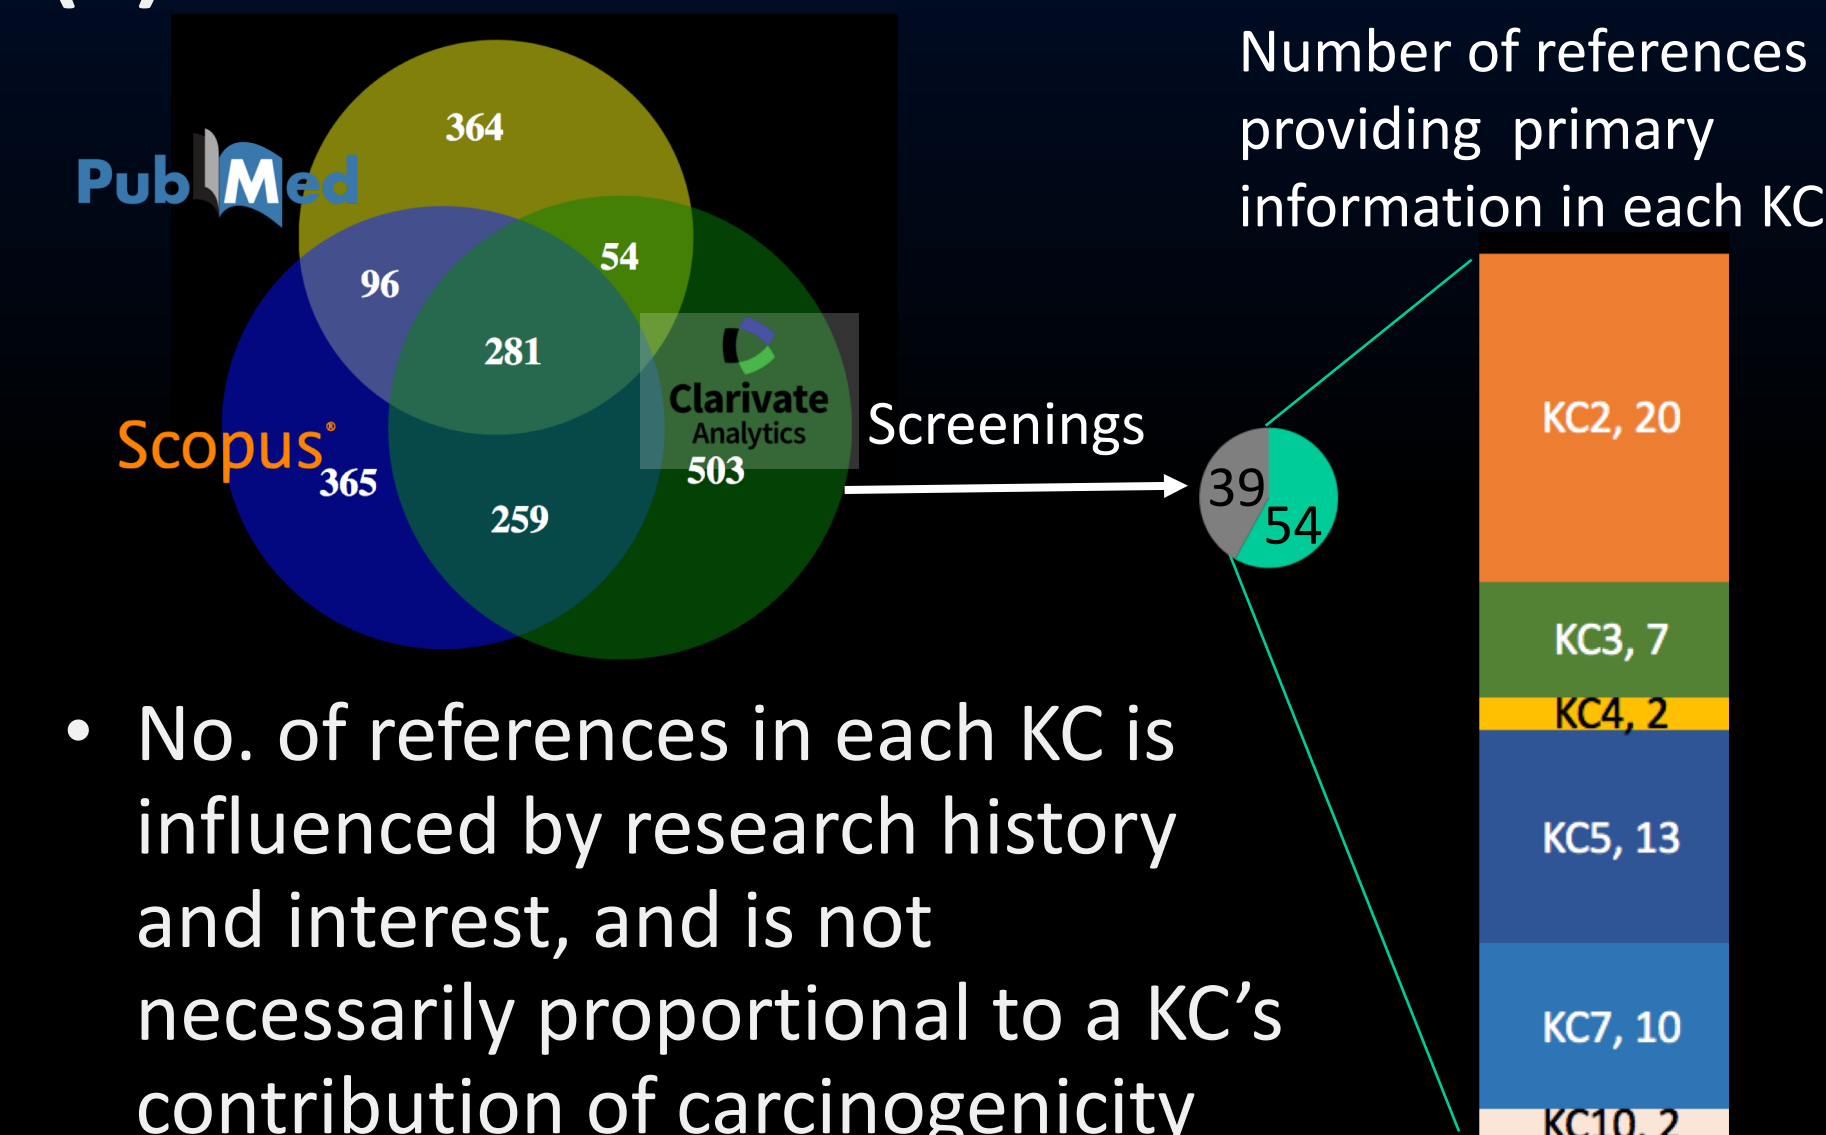 364
PubMed
54
96
281
Clarivate
Analytics
Scopus®
365
503
259
Screenings
39
54
Number of references
providing primary
information in each KC
KC2, 20
KC3, 7
KC4, 2
KC5, 13
KC7, 10
KC10, 2
• No. of references in each KC is
influenced by research history
and interest, and is not
necessarily proportional to a KC’s
contribution of carcinogenicity